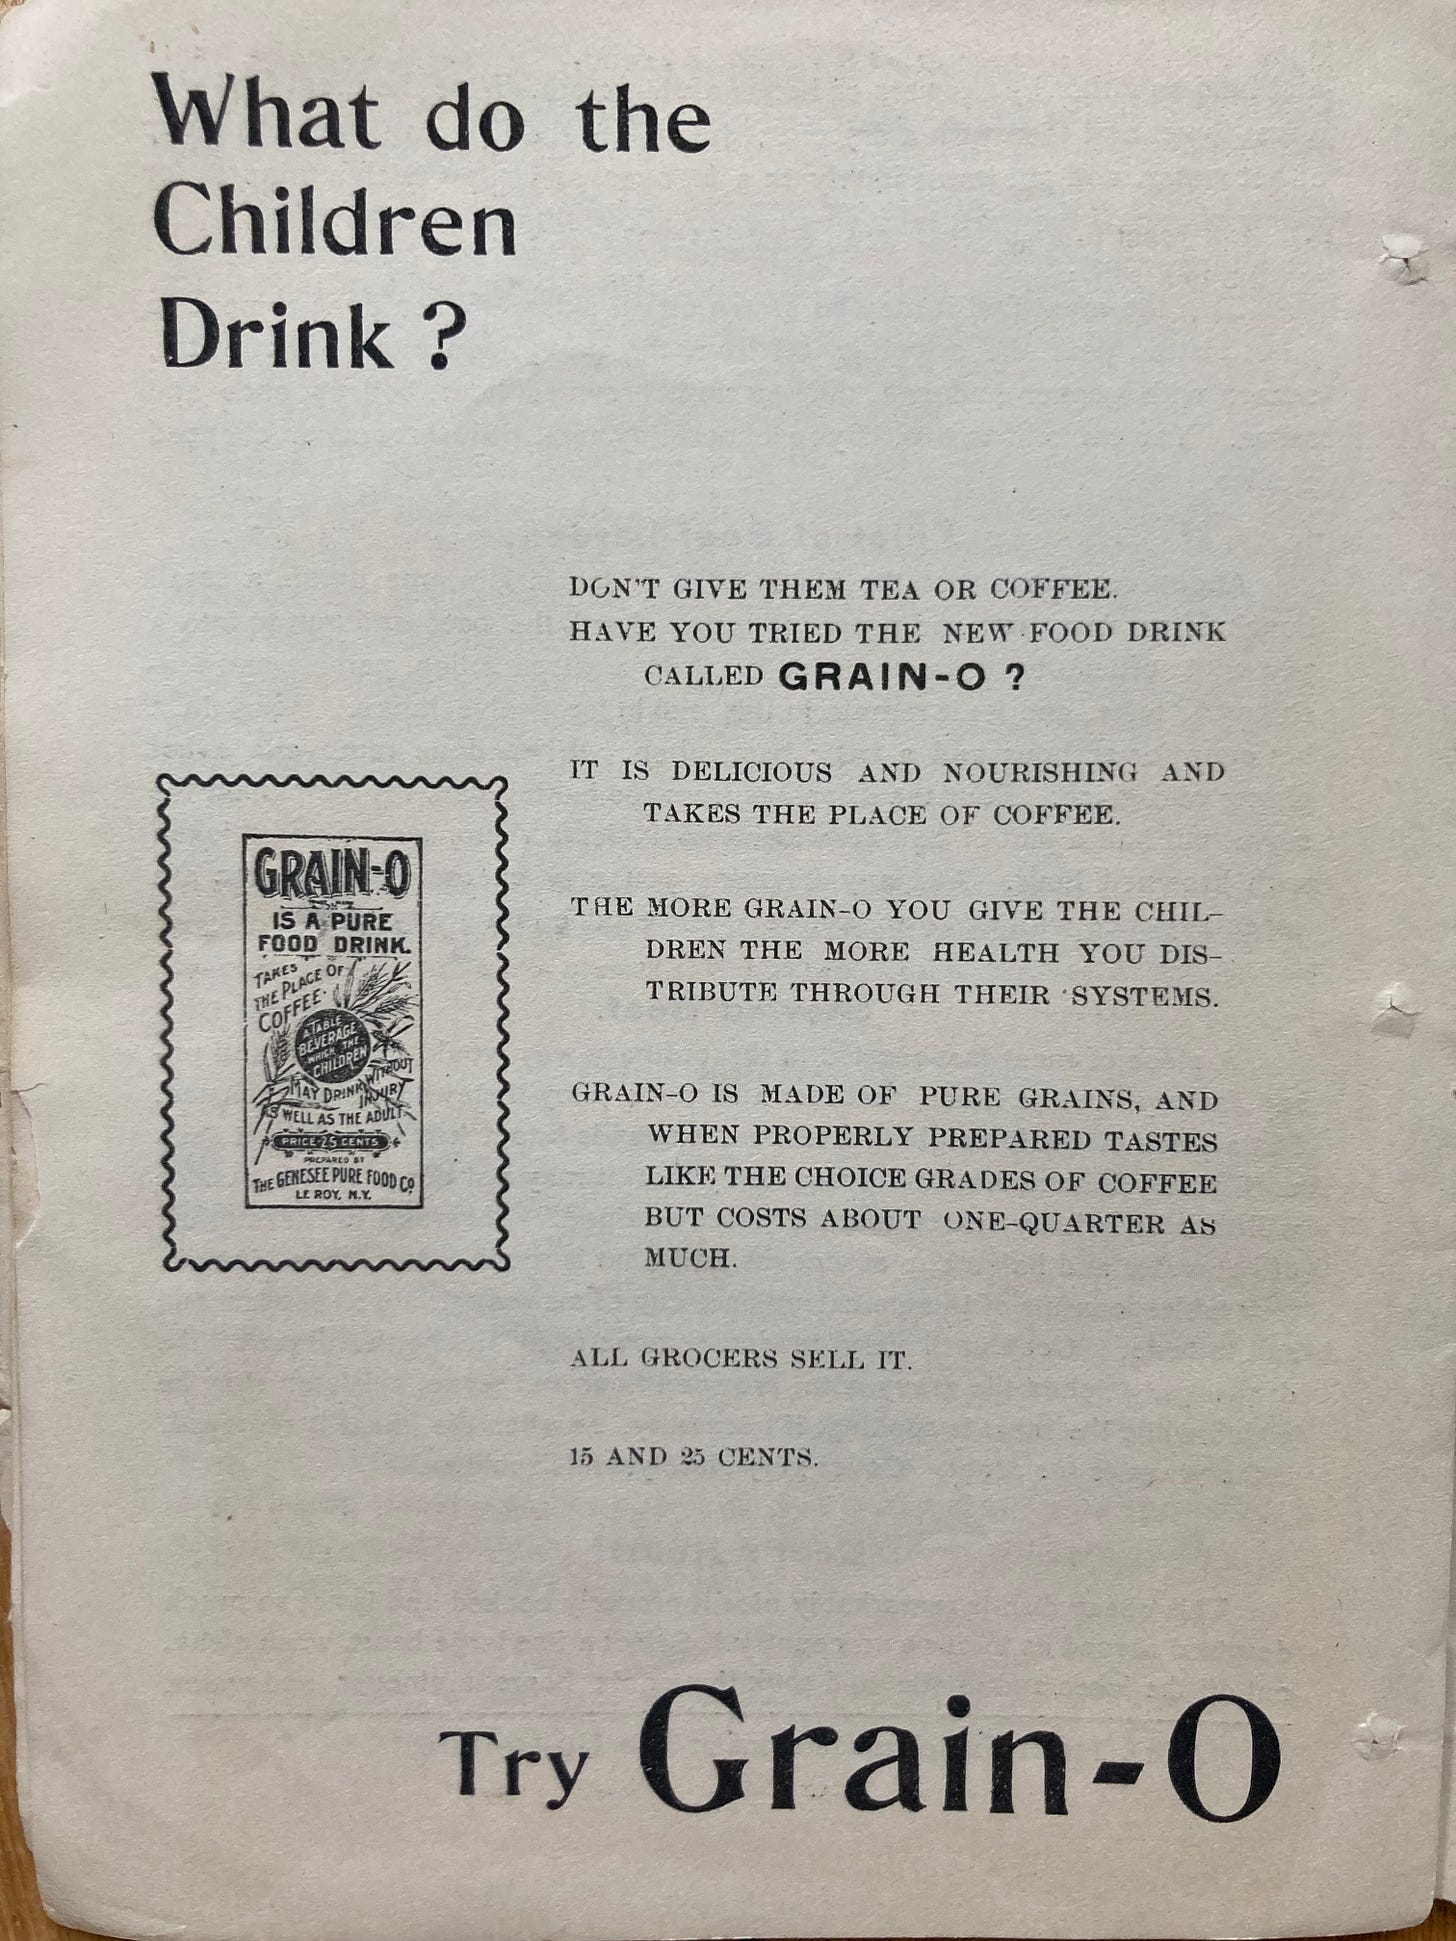 What do the
Children
Drink ?
DON'T GIVE THEM TEA OR COFFEE.
HAVE YOU TRIED THE NEW FOOD DRINK
CALLED GRAIN-O ?
IT IS DELICIOUS AND NOURISHING AND
TAKES THE PLACE OF COFFEE.
THE MORE GRAIN-O YOU GIVE THE CHIL-
DREN THE MORE HEALTH YOU DIS-
TRIBUTE THROUGH THEIR SYSTEMS.
GRAIN-O IS MADE OF PURE GRAINS, AND
WHEN PROPERLY PREPARED TASTES
LIKE THE CHOICE GRADES OF COFFEE
BUT COSTS ABOUT ONE-QUARTER AS
MUCH.
ALL GROCERS SELL IT.
15 AND 25 CENTS.
GRAIN-O
IS A PURE
FOOD DRINK.
TAKES
THE PLACE OF
COFFEE.
A TABLE
BEVERAGE
WHICH THE
CHILDREN
MAY DRINK WITHOUT
INJURY
AS WELL AS THE ADULT.
PRICE 25 CENTS
PREPARED BY
THE GENESEE PURE FOOD CO
LE ROY, N.Y.
Try Grain-O